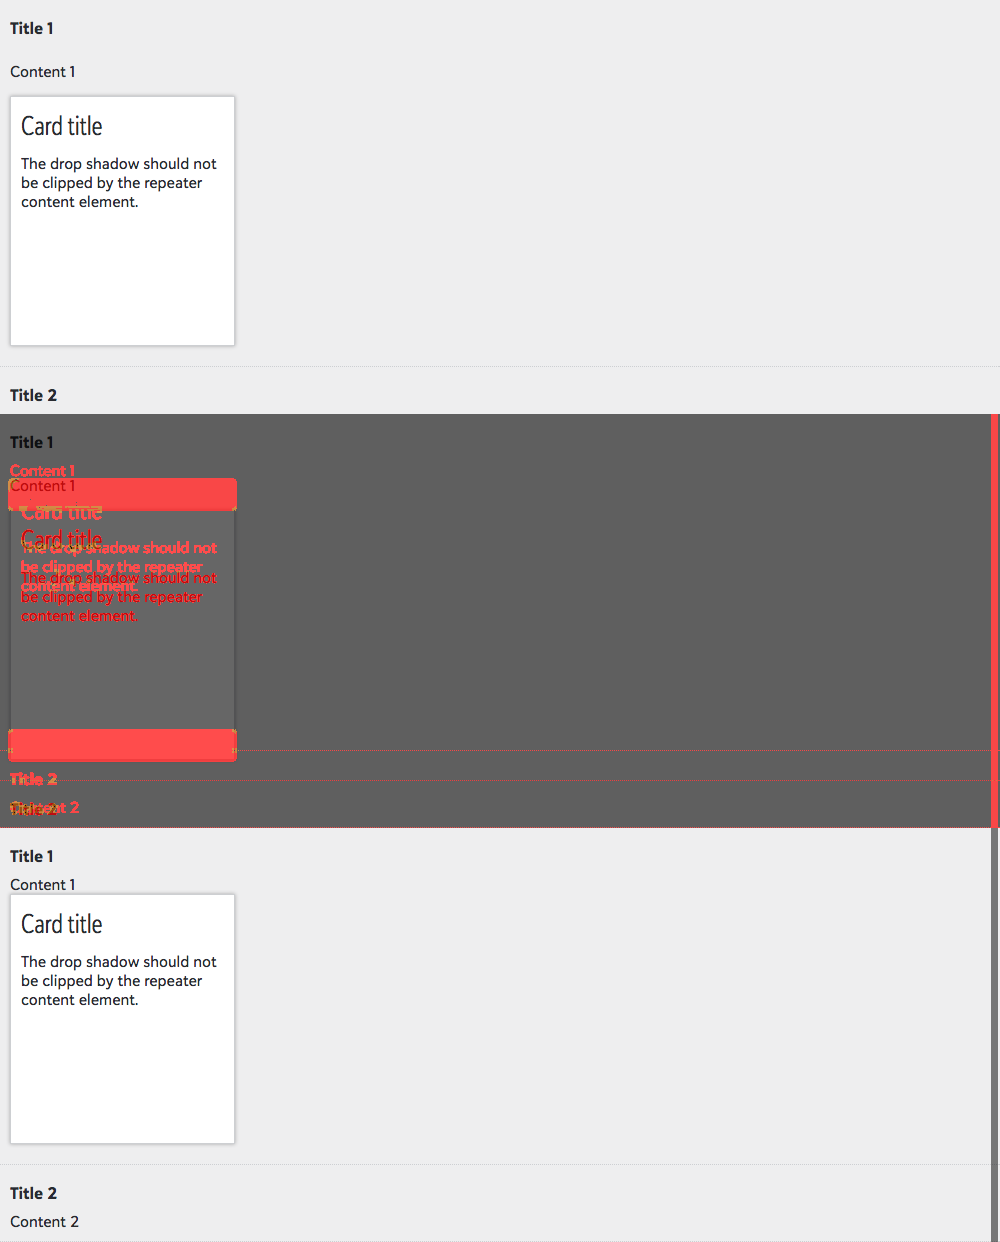 Title 1
Content 1
Card title
The drop shadow should not
be clipped by the repeater
content element.
Title 2
Title 1
Content 1
Content 1
Card title
Card title
The drop shadow should not
be clipped by the repeater
The drop shadow should not
content element.
be clipped by the repeater
content element.
Title 2
Content 2
Title 2
Title 1
Content 1
Card title
The drop shadow should not
be clipped by the repeater
content element.
Title 2
Content 2